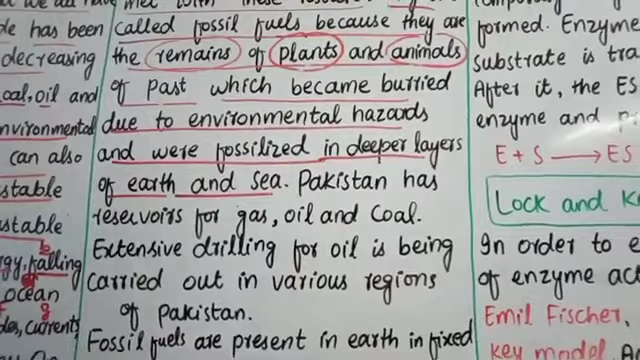 de has been
decreasing
coal, oil and
environmental
can also
stable
stable
falling
ocean
currents
called fossil fuels because they are
the remains of plants and animals
of past which became burried
due to environmental hazards
and were fossilized in deeper layers
of earth and sea. Pakistan has
reservoirs for gas, oil and coal.
Extensive drilling for oil is being
carried out in various regions
of Pakistan.
Fossil fuels are present in earth in fixed
formed. Enzyme
substrate is tra
After it, the ES
enzyme and
E + S → ES
Lock and K
In order to e
of enzyme ac
Emil Fischer,
key model.